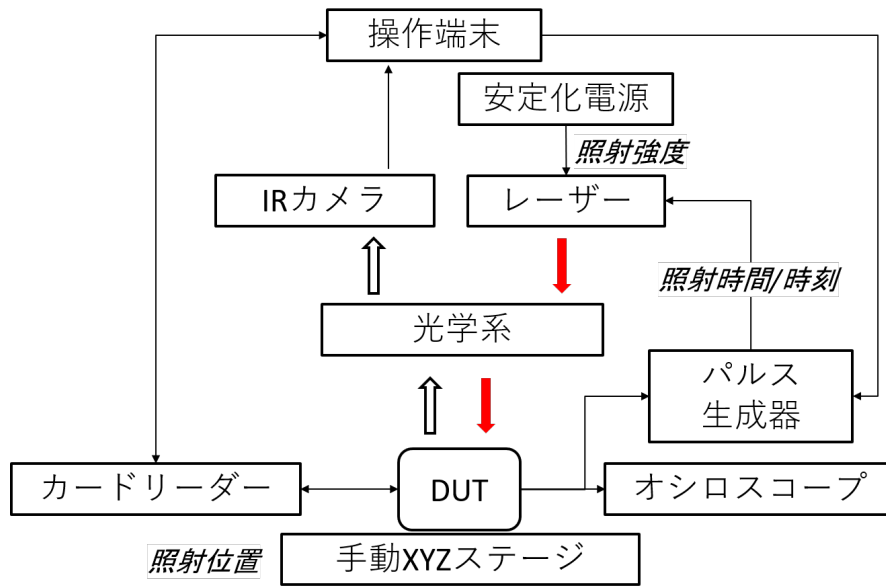 操作端末
安定化電源
照射強度
IRカメラ
レーザー
照射時間/時刻
光学系
パルス
生成器
カードリーダー
DUT
オシロスコープ
照射位置
手動XYZステージ